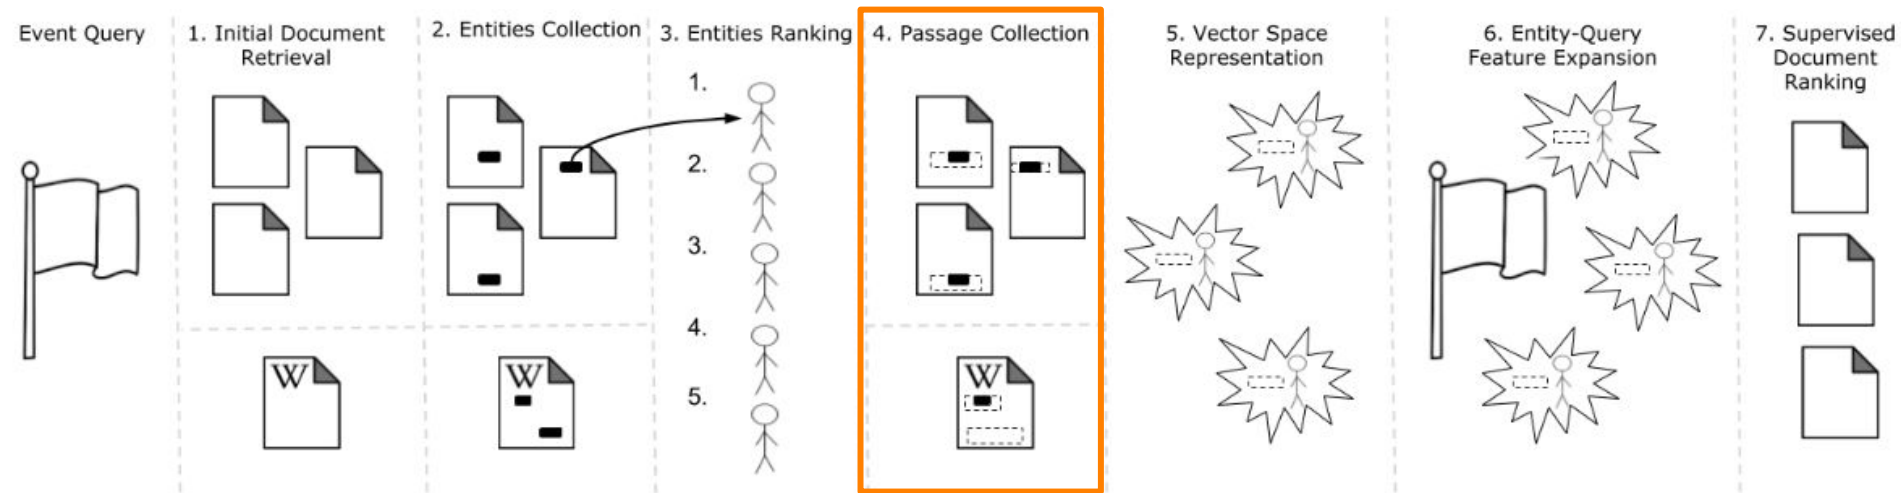 Event Query
1. Initial Document
Retrieval
2. Entities Collection
3. Entities Ranking
1.
2.
3.
4.
5.
4. Passage Collection
5. Vector Space
Representation
6. Entity-Query
Feature Expansion
7. Supervised
Document
Ranking
W
W
W